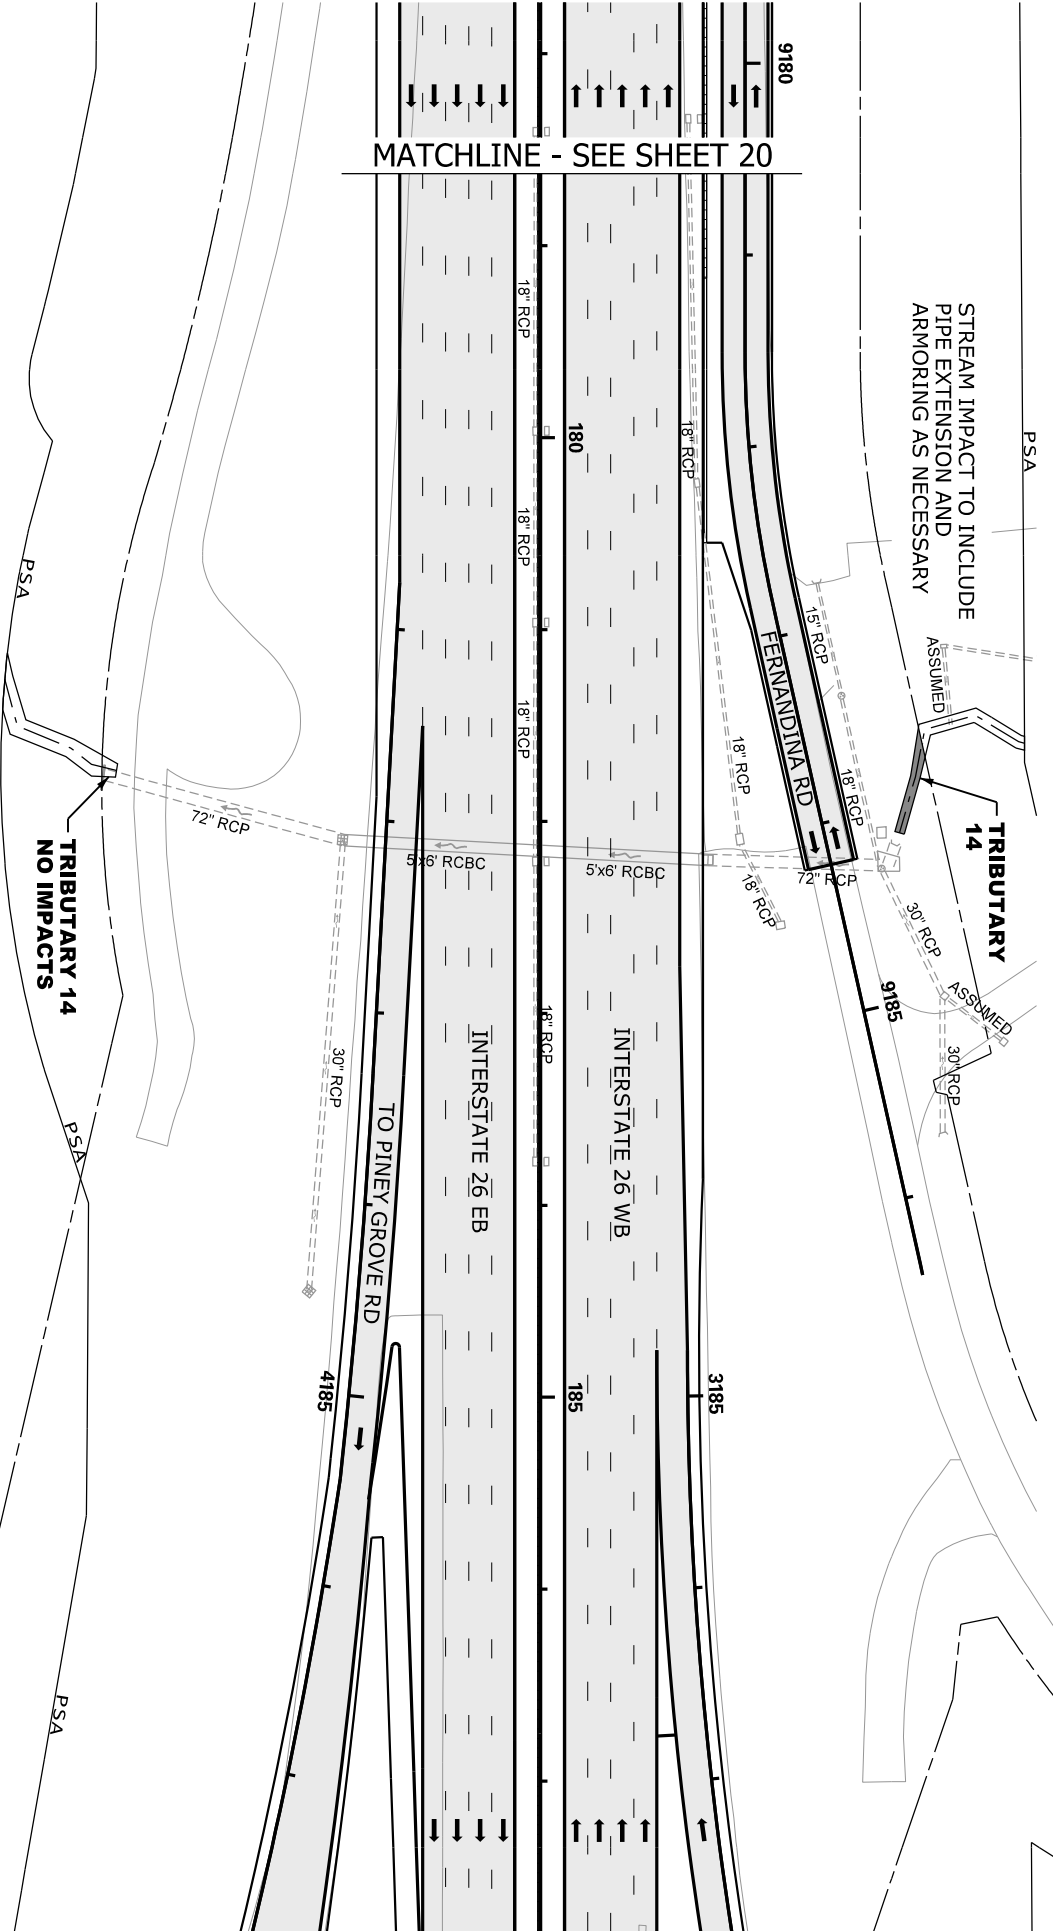 9180
MATCHLINE - SEE SHEET 20
18" RCP
STREAM IMPACT TO INCLUDE
PIPE EXTENSION AND
ARMORING AS NECESSARY
PSA
180
18" RCP
18" RCP
PSA
15" RCP
FERNANDINA RD
ASSUMED
18" RCP
18" RCP
18" RCP
TRIBUTARY
14
72" RCP
5'x6' RCBC
5'x6' RCBC
72" RCP
18" RCP
30" RCP
TRIBUTARY 14
NO IMPACTS
9185
ASSUMED
18" RCP
30" RCP
30" RCP
INTERSTATE 26 EB
INTERSTATE 26 WB
TO PINEY GROVE RD
PSA
4185
185
3185
PSA